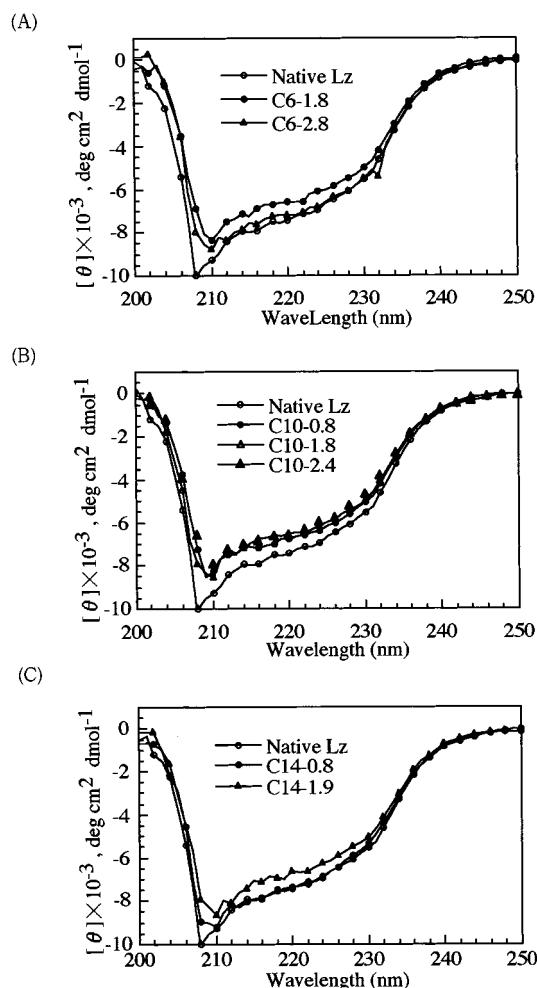 (A)
[θ]×10⁻³, deg cm² dmol⁻¹
0
-2
-4
-6
-8
-10
Native Lz
C6-1.8
C6-2.8
200 210 220 230 240 250
WaveLength (nm)
(B)
[θ]×10⁻³, deg cm² dmol⁻¹
0
-2
-4
-6
-8
-10
Native Lz
C10-0.8
C10-1.8
C10-2.4
200 210 220 230 240 250
Wavelength (nm)
(C)
[θ]×10⁻³, deg cm² dmol⁻¹
0
-2
-4
-6
-8
-10
Native Lz
C14-0.8
C14-1.9
200 210 220 230 240 250
Wavelength (nm)